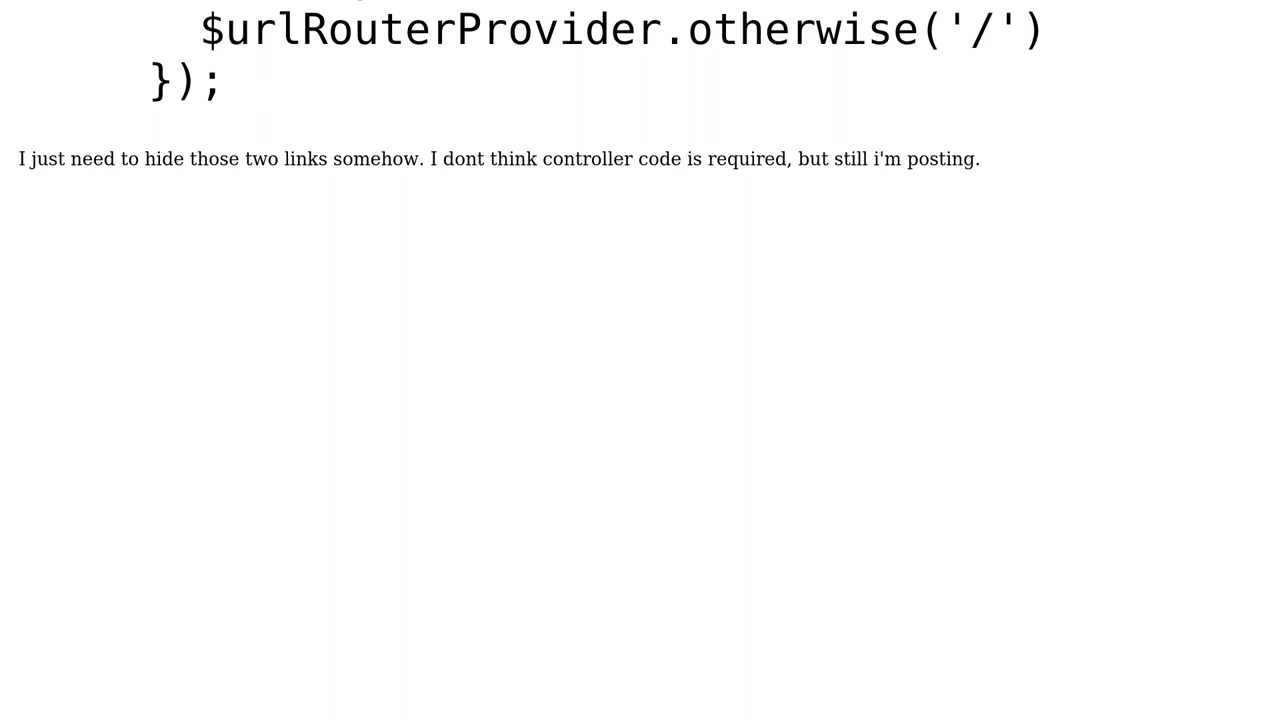 $urlRouterProvider.otherwise('/')
});
I just need to hide those two links somehow. I dont think controller code is required, but still i'm posting.